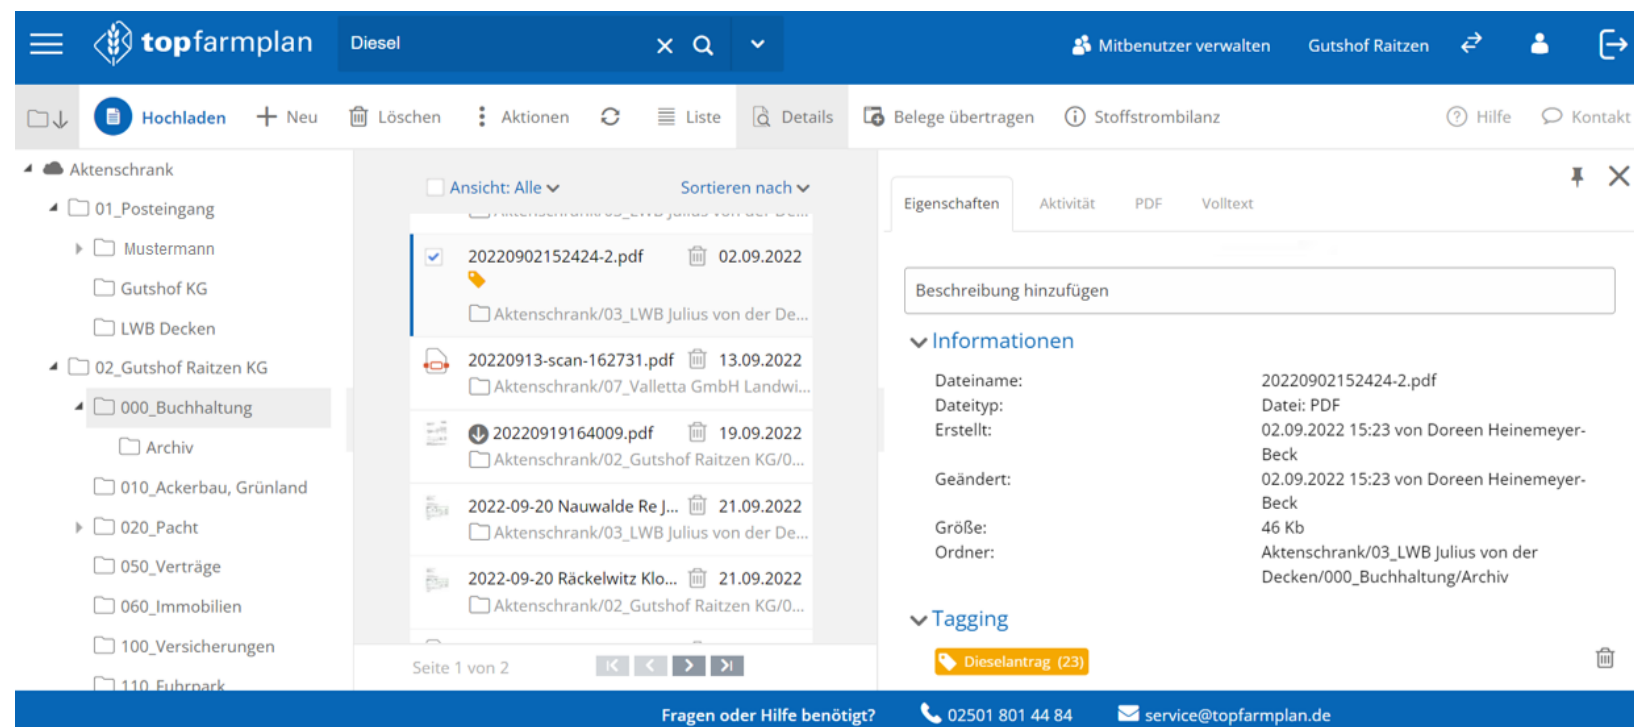 topfarmplan
Diesel
Mitbenutzer verwalten
Gutshof Raitzen
Hochladen
Neu
Löschen
Aktionen
Liste
Details
Belege übertragen
Stoffstrombilanz
Hilfe
Kontakt
Aktenschrank
01_Posteingang
Mustermann
Gutshof KG
LWB Decken
02_Gutshof Raitzen KG
000_Buchhaltung
Archiv
010_Ackerbau, Grünland
020_Pacht
050_Verträge
060_Immobilien
100_Versicherungen
110_Fuhrpark
Ansicht: Alle
Sortieren nach
Aktenschrank/03_LWB Julius von der De...
20220902152424-2.pdf 02.09.2022
Aktenschrank/03_LWB Julius von der De...
20220913-scan-162731.pdf 13.09.2022
Aktenschrank/07_Valletta GmbH Landwi...
20220919164009.pdf 19.09.2022
Aktenschrank/02_Gutshof Raitzen KG/0...
2022-09-20 Nauwalde Re J... 21.09.2022
Aktenschrank/03_LWB Julius von der De...
2022-09-20 Räckelwitz Klo... 21.09.2022
Aktenschrank/02_Gutshof Raitzen KG/0...
Seite 1 von 2
Eigenschaften
Aktivität
PDF
Volltext
Beschreibung hinzufügen
Informationen
Dateiname: 20220902152424-2.pdf
Dateityp: Datei: PDF
Erstellt: 02.09.2022 15:23 von Doreen Heinemeyer-
Beck
Geändert: 02.09.2022 15:23 von Doreen Heinemeyer-
Beck
Größe: 46 Kb
Ordner: Aktenschrank/03_LWB Julius von der
Decken/000_Buchhaltung/Archiv
Tagging
Dieselantrag (23)
Fragen oder Hilfe benötigt? 02501 801 44 84 service@topfarmplan.de